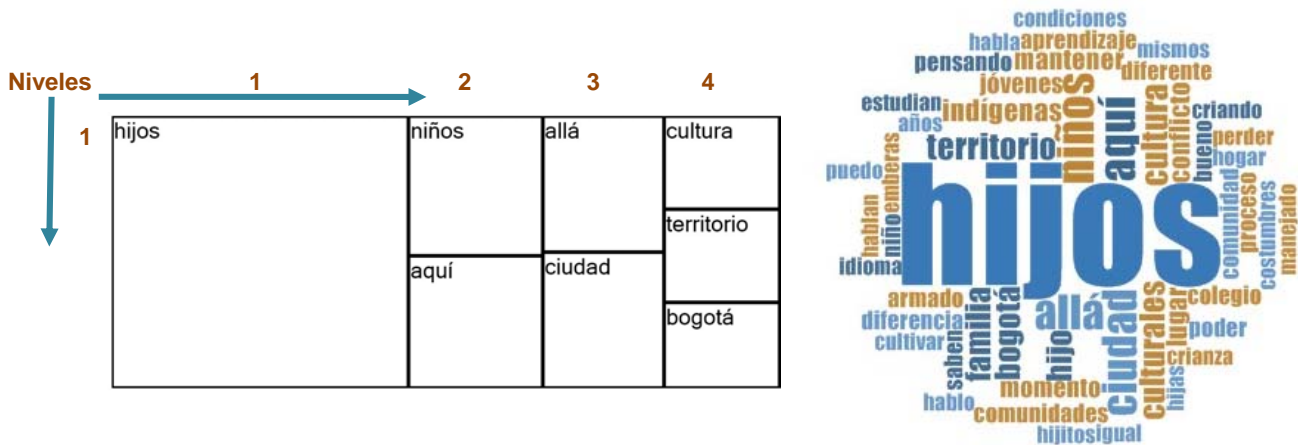 Niveles 1 2 3 4
1
hijos niños allá cultura
territorio
aquí ciudad
bogotá
condiciones
habla aprendizaje mismos
pensando mantener diferente
jóvenes
estudian indígenas
años
niños
aquí
cultura
conflicto
criando
bueno
perder
hogar
territorio
puedo
emberas
hijos
hablan
niño
idioma
comunidad
proceso
costumbres
manejado
armado
diferencia
cultivar
saben
familia
bogotá
allá
hijo
ciudad
culturales
lugar
colegio
poder
crianza
hijas
momento
hablo
comunidades
hijitos igual